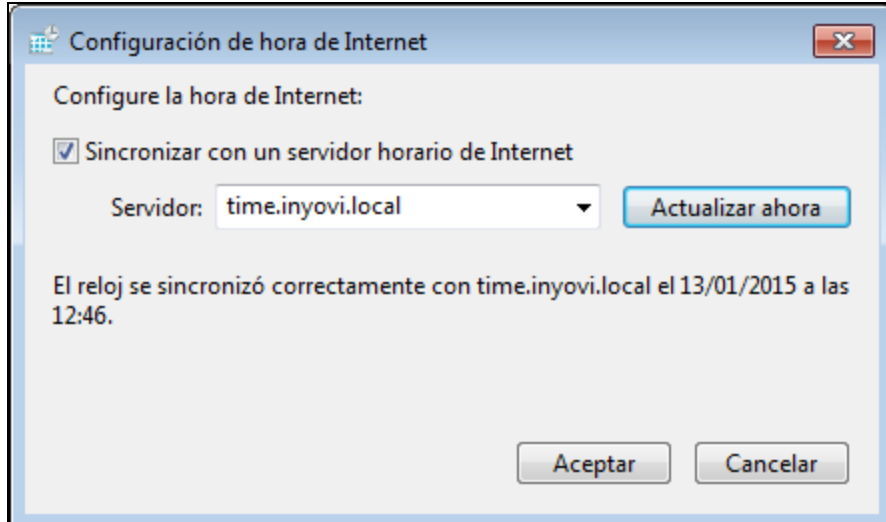 Configuración de hora de Internet
Configure la hora de Internet:
Sincronizar con un servidor horario de Internet
Servidor: time.inyovi.local Actualizar ahora
El reloj se sincronizó correctamente con time.inyovi.local el 13/01/2015 a las
12:46.
Aceptar Cancelar